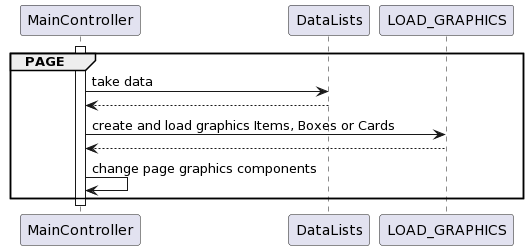 MainController
DataLists
LOAD_GRAPHICS
PAGE
take data
create and load graphics Items, Boxes or Cards
change page graphics components
MainController
DataLists
LOAD_GRAPHICS